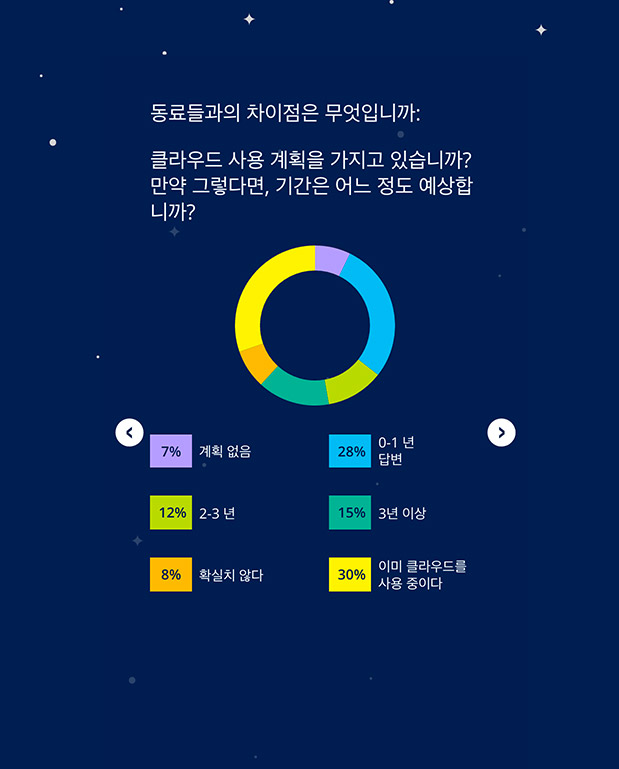 동료들과의 차이점은 무엇입니까:
클라우드 사용 계획을 가지고 있습니까?
만약 그렇다면, 기간은 어느 정도 예상합
니까?
7% 계획 없음
28% 0-1 년
답변
12% 2-3 년
15% 3년 이상
8% 확실치 않다
30% 이미 클라우드를
사용 중이다